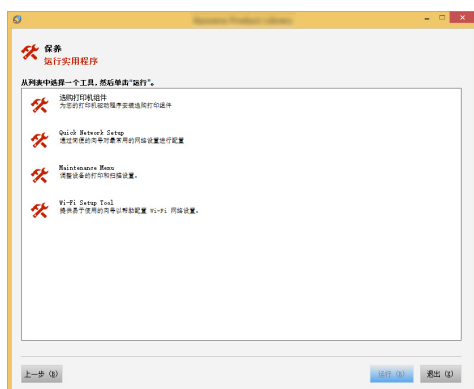 Kyocera Product Library
保养
运行实用程序
从列表中选择一个工具，然后单击“运行”。
选购打印机组件
为您的打印机驱动程序安装选购打印组件
Quick Network Setup
通过简便的向导对最常用的网络设置进行配置
Maintenance Menu
调整设备的打印和扫描设置。
Wi-Fi Setup Tool
提供易于使用的向导以帮助配置 Wi-Fi 网络设置。
上一步 (B)
运行 (R)
退出 (X)